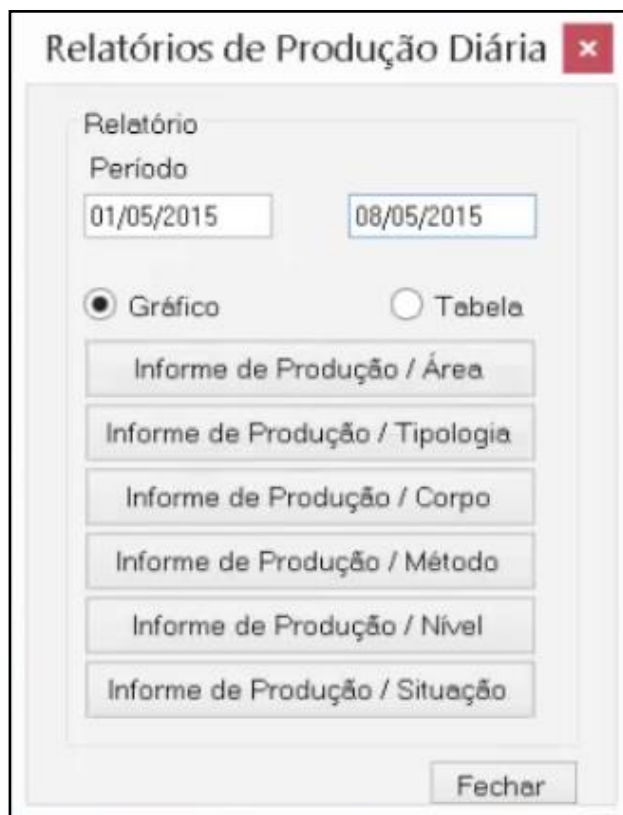 Relatórios de Produção Diária
Relatório
Período
01/05/2015 08/05/2015
Gráfico Tabela
Informe de Produção / Área
Informe de Produção / Tipologia
Informe de Produção / Corpo
Informe de Produção / Método
Informe de Produção / Nível
Informe de Produção / Situação
Fechar